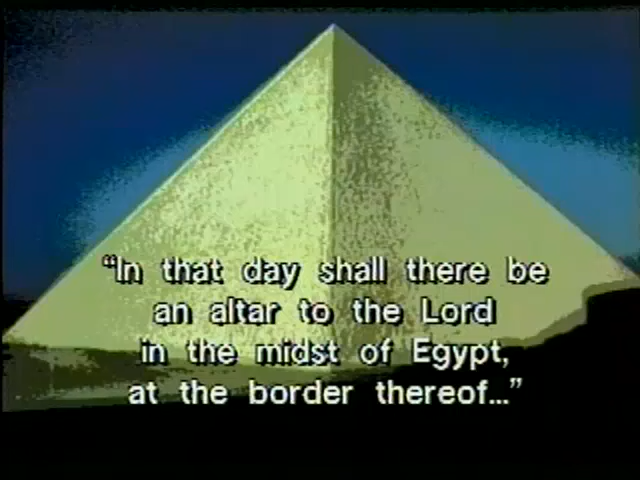 “In that day shall there be
an altar to the Lord
in the midst of Egypt,
at the border thereof...”